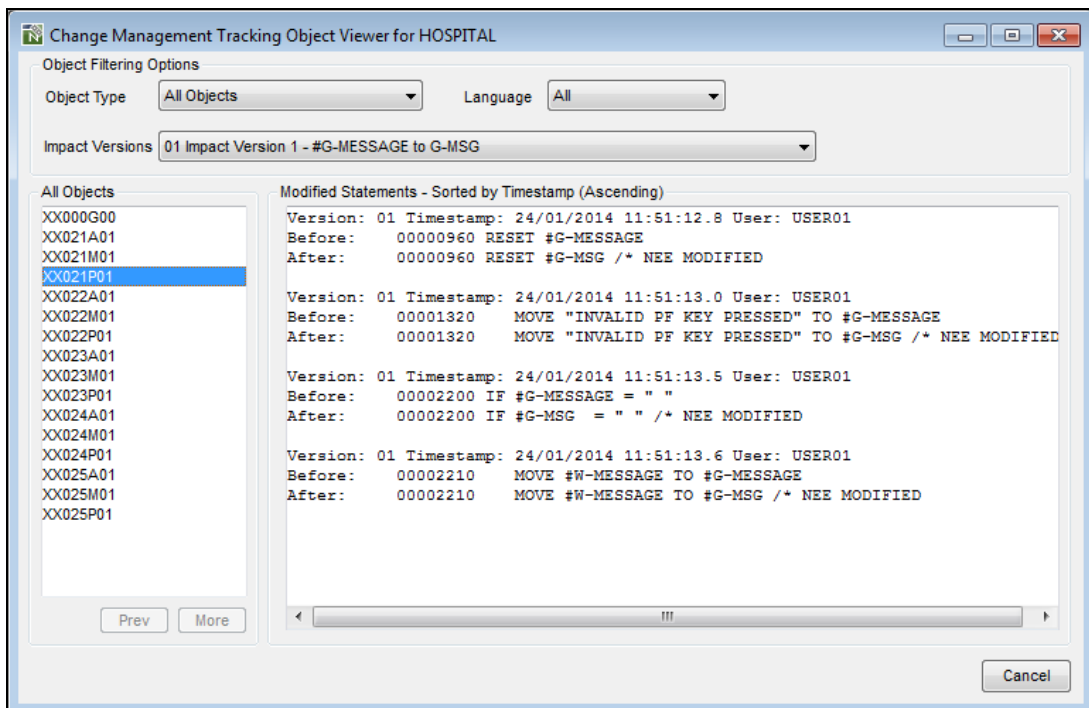 Change Management Tracking Object Viewer for HOSPITAL
Object Filtering Options
Object Type All Objects Language All
Impact Versions 01 Impact Version 1 - #G-MESSAGE to G-MSG
All Objects
XX000G00
XX021A01
XX021M01
XX021P01
XX022A01
XX022M01
XX022P01
XX023A01
XX023M01
XX023P01
XX024A01
XX024M01
XX024P01
XX025A01
XX025M01
XX025P01
Prev More
Modified Statements - Sorted by Timestamp (Ascending)
Version: 01 Timestamp: 24/01/2014 11:51:12.8 User: USER01
Before: 00000960 RESET #G-MESSAGE
After: 00000960 RESET #G-MSG /* NEE MODIFIED
Version: 01 Timestamp: 24/01/2014 11:51:13.0 User: USER01
Before: 00001320 MOVE "INVALID PF KEY PRESSED" TO #G-MESSAGE
After: 00001320 MOVE "INVALID PF KEY PRESSED" TO #G-MSG /* NEE MODIFIED
Version: 01 Timestamp: 24/01/2014 11:51:13.5 User: USER01
Before: 00002200 IF #G-MESSAGE = " "
After: 00002200 IF #G-MSG  = " " /* NEE MODIFIED
Version: 01 Timestamp: 24/01/2014 11:51:13.6 User: USER01
Before: 00002210 MOVE #W-MESSAGE TO #G-MESSAGE
After: 00002210 MOVE #W-MESSAGE TO #G-MSG /* NEE MODIFIED
Cancel